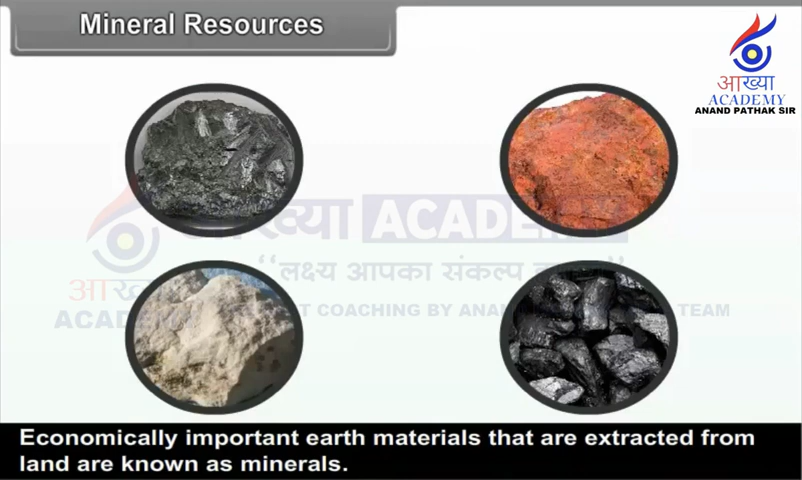 Mineral Resources
आख्या
ACADEMY
ANAND PATHAK SIR
ACADEMY
"लक्ष्य आपका संकल्प
COACHING BY
TEAM
Economically important earth materials that are extracted from
land are known as minerals.